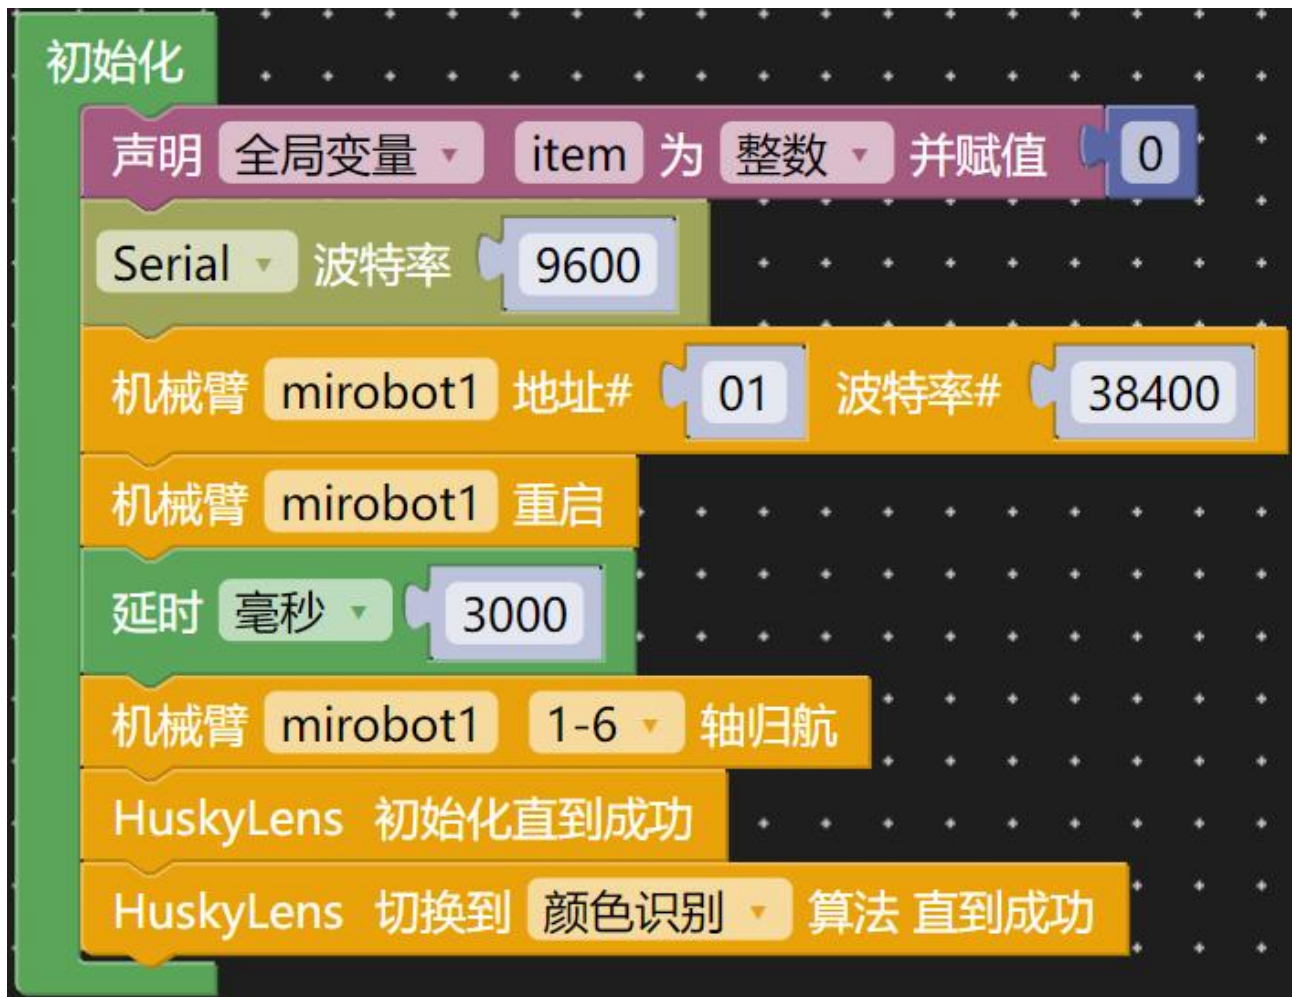 初始化
声明 全局变量 item 为 整数 并赋值 0
Serial 波特率 9600
机械臂 mirobot1 地址# 01 波特率# 38400
机械臂 mirobot1 重启
延时 毫秒 3000
机械臂 mirobot1 1-6 轴归航
HuskyLens 初始化直到成功
HuskyLens 切换到 颜色识别 算法 直到成功